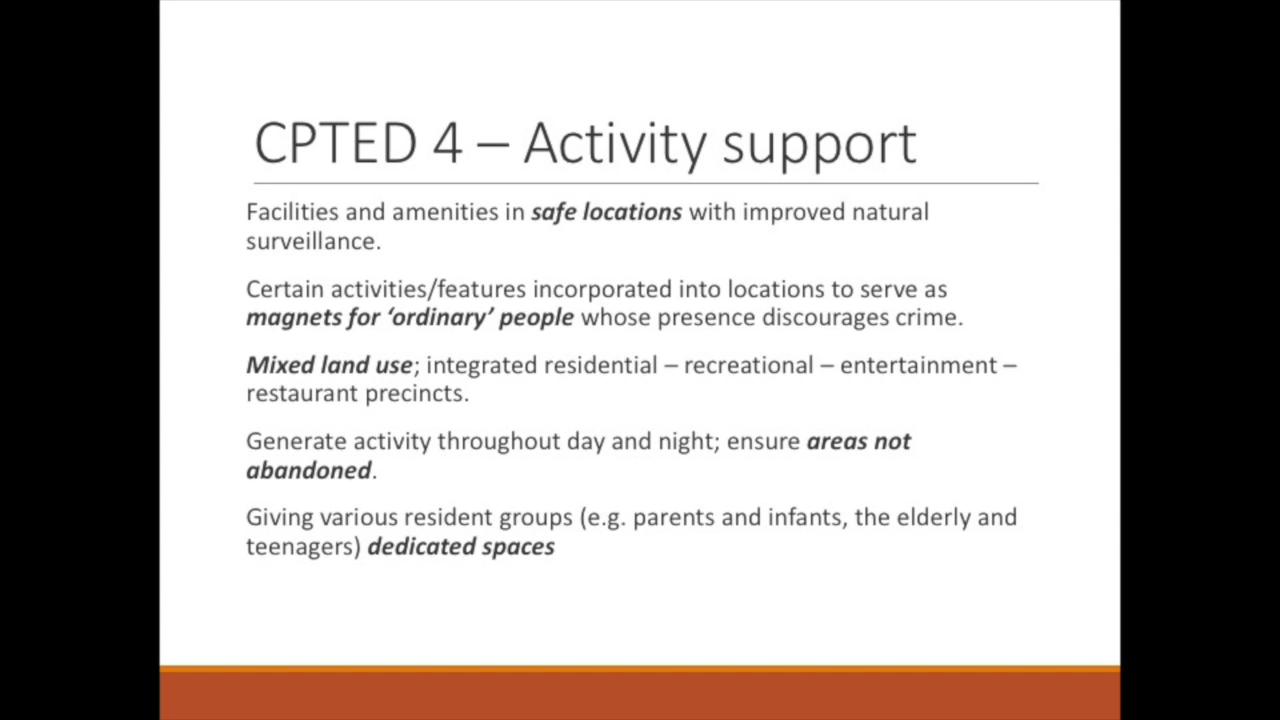 CPTED 4 – Activity support
Facilities and amenities in safe locations with improved natural
surveillance.
Certain activities/features incorporated into locations to serve as
magnets for ‘ordinary’ people whose presence discourages crime.
Mixed land use; integrated residential – recreational – entertainment –
restaurant precincts.
Generate activity throughout day and night; ensure areas not
abandoned.
Giving various resident groups (e.g. parents and infants, the elderly and
teenagers) dedicated spaces